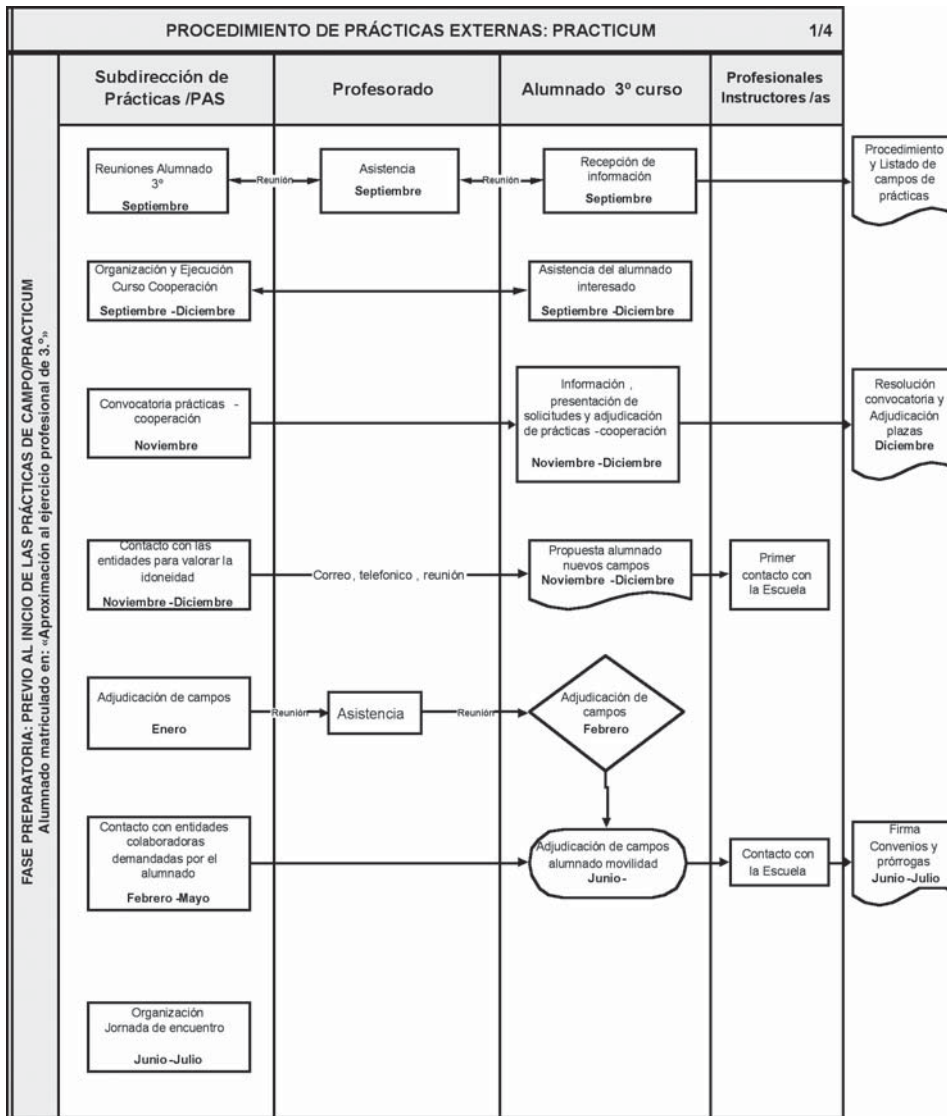 PROCEDIMIENTO DE PRÁCTICAS EXTERNAS: PRACTICUM
1/4
FASE PREPARATORIA: PREVIO AL INICIO DE LAS PRÁCTICAS DE CAMPO/PRACTICUM
Alumnado matriculado en: «Aproximación al ejercicio profesional de 3.º»
Subdirección de
Prácticas /PAS
Profesorado
Alumnado 3º curso
Profesionales
Instructores /as
Reuniones Alumnado
3º
Septiembre
Reunión
Asistencia
Septiembre
Reunión
Recepción de
información
Septiembre
Procedimiento
y Listado de
campos de
prácticas
Organización y Ejecución
Curso Cooperación
Septiembre -Diciembre
Asistencia del alumnado
interesado
Septiembre -Diciembre
Convocatoria prácticas -
cooperación
Noviembre
Información ,
presentación de
solicitudes y adjudicación
de prácticas -cooperación
Noviembre -Diciembre
Resolución
convocatoria y
Adjudicación
plazas
Diciembre
Contacto con las
entidades para valorar la
idoneidad
Noviembre -Diciembre
Correo , telefonico , reunión
Propuesta alumnado
nuevos campos
Noviembre -Diciembre
Primer
contacto con
la Escuela
Adjudicación de campos
Enero
Reunión
Asistencia
Reunión
Adjudicación de
campos
Febrero
Contacto con entidades
colaboradoras
demandadas por el
alumnado
Febrero -Mayo
Adjudicación de campos
alumnado movilidad
Junio-
Contacto con
la Escuela
Firma
Convenios y
prórrogas
Junio -Julio
Organización
Jornada de encuentro
Junio -Julio